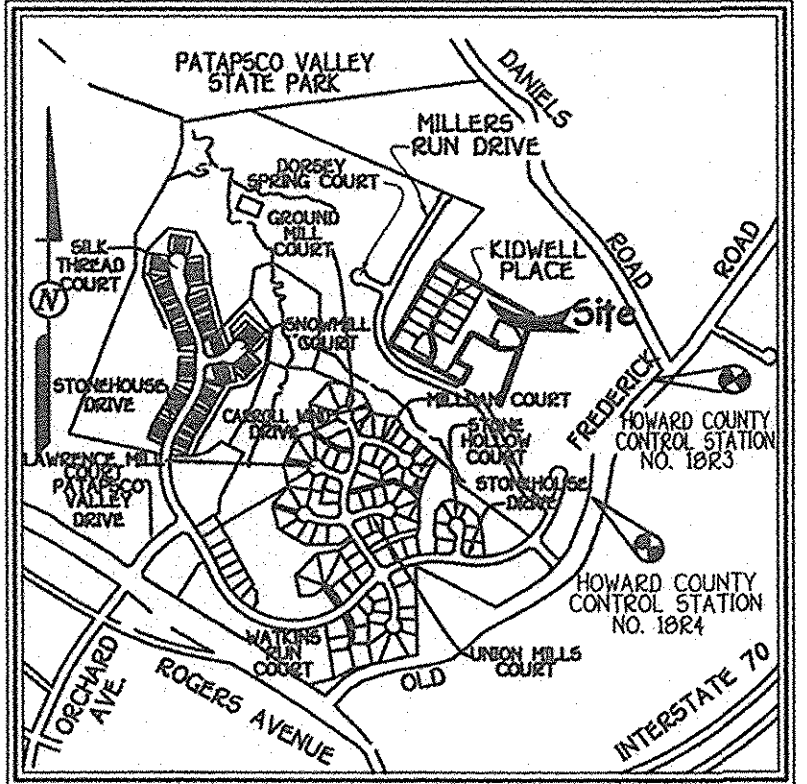 PATAPSCO VALLEY
STATE PARK
DANIELS
ROAD
MILLERS
RUN DRIVE
DORSEY
SPRING COURT
GROUND
MILL
COURT
SILK
THREAD
COURT
KIDWELL
PLACE
ROAD
N
Site
SNOWMILL
COURT
STONEHOUSE
DRIVE
CARROLL
DRIVE
MILLDAM COURT
STONE
HOLLOW
COURT
FREDERICK
HOWARD COUNTY
CONTROL STATION
NO. 18R3
LAWRENCE MILL
COURT
PATAPSCO
VALLEY
DRIVE
STONEHOUSE
DRIVE
HOWARD COUNTY
CONTROL STATION
NO. 18R4
WATKINS
RUN
COURT
UNION MILLS
COURT
OLD
ORCHARD
AVE.
ROGERS AVENUE
INTERSTATE 70